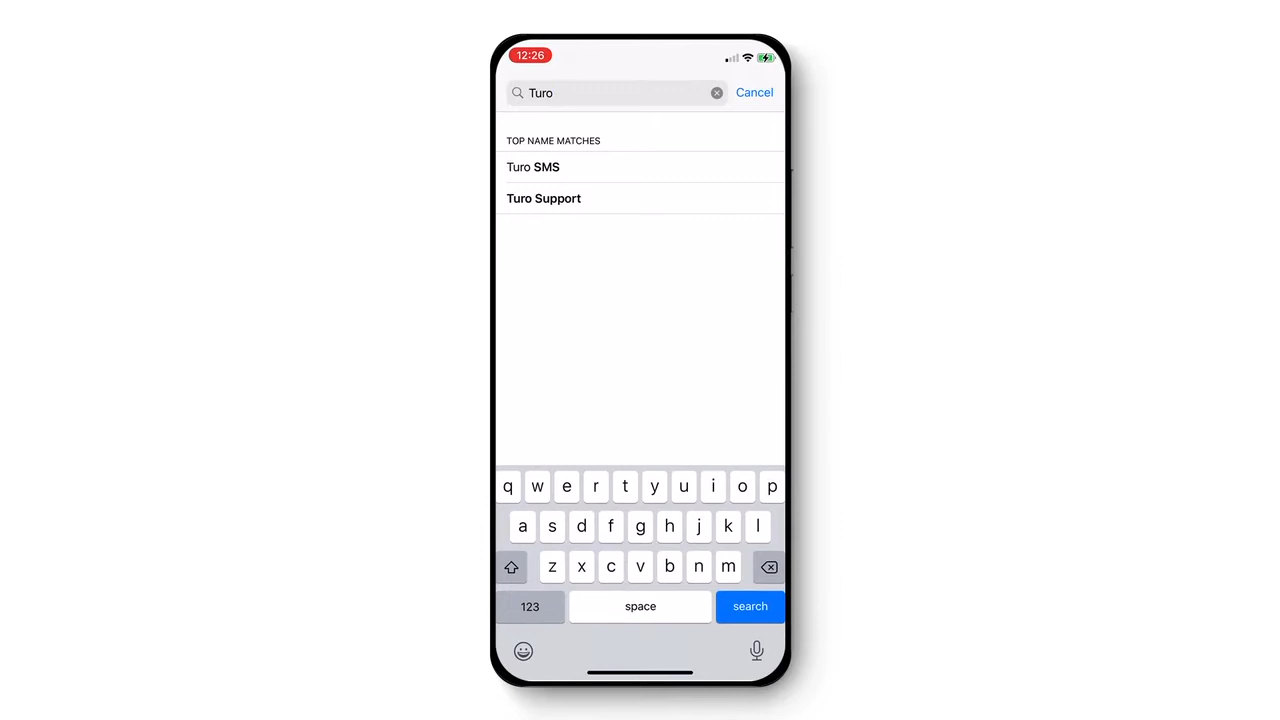 12:26
Turo Cancel
TOP NAME MATCHES
Turo SMS
Turo Support
q w e r t y u i o p
a s d f g h j k l
z x c v b n m
123 space search